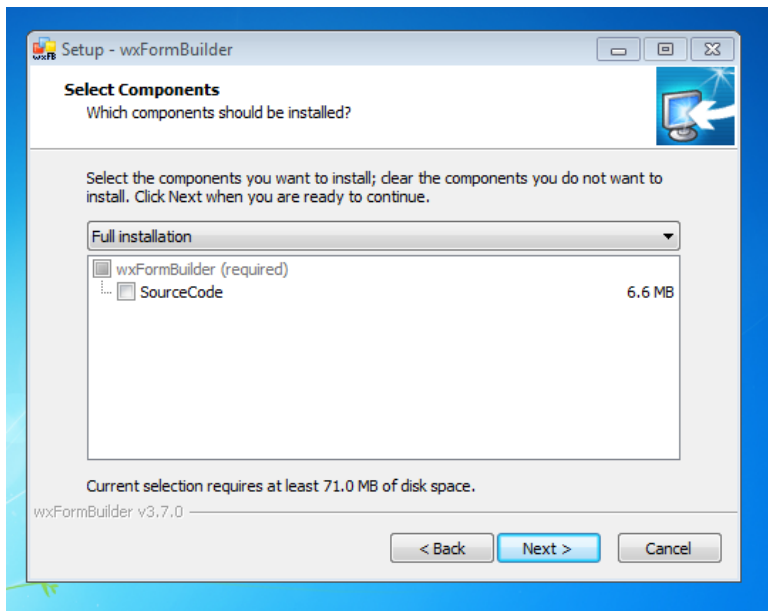 wxFB
Setup - wxFormBuilder
Select Components
Which components should be installed?
Select the components you want to install; clear the components you do not want to
install. Click Next when you are ready to continue.
Full installation
wxFormBuilder (required)
SourceCode 6.6 MB
Current selection requires at least 71.0 MB of disk space.
wxFormBuilder v3.7.0
< Back Next > Cancel